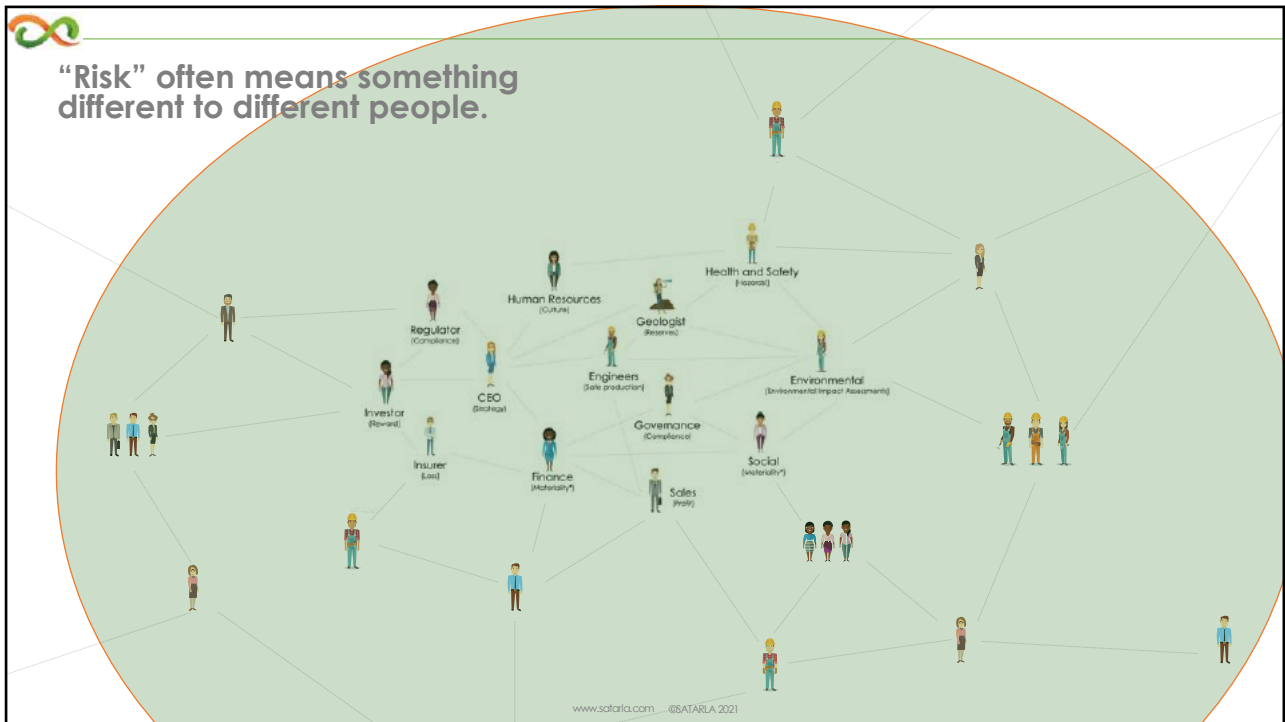 “Risk” often means something
different to different people.
Health and Safety
(Hazards)
Human Resources
(Culture)
Geologist
(Reserves)
Regulator
(Compliance)
Engineers
(Safe production)
Environmental
(Environmental Impact Assessments)
CEO
(Strategy)
Investor
(Reward)
Governance
(Compliance)
Insurer
(Loss)
Social
(Materiality*)
Finance
(Materiality*)
Sales
(Profit)
www.satarla.com ©SATARLA 2021